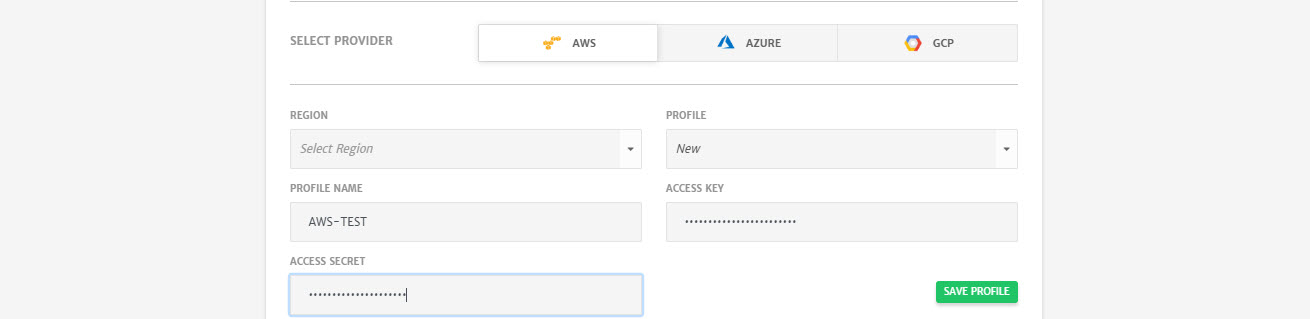 SELECT PROVIDER
AWS
AZURE
GCP
REGION
PROFILE
Select Region
New
PROFILE NAME
ACCESS KEY
AWS-TEST
ACCESS SECRET
SAVE PROFILE